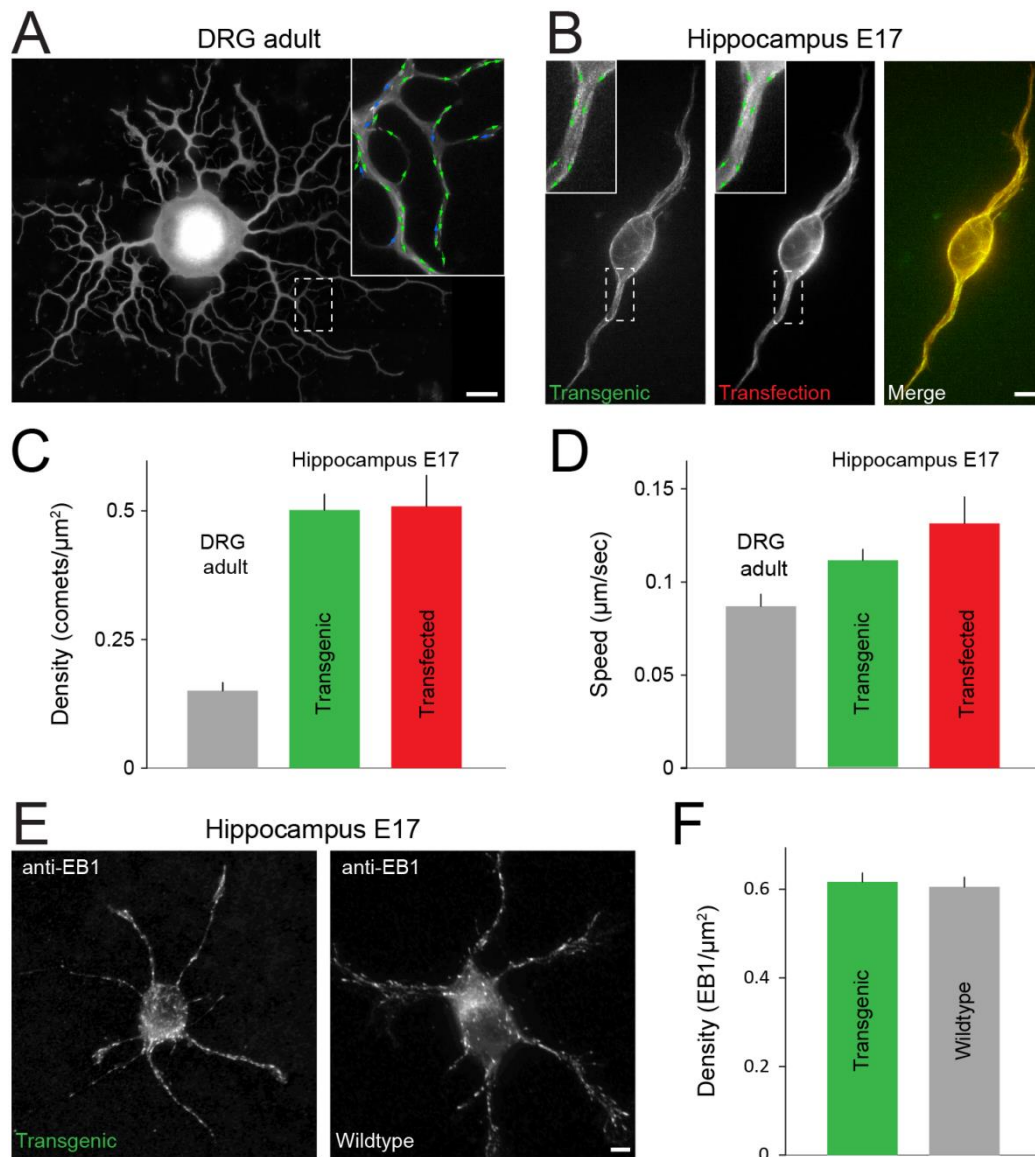 A
DRG adult
B
Hippocampus E17
Transgenic
Transfection
Merge
C
Hippocampus E17
Density (comets/µm²)
0.5
0.25
0
DRG
adult
Transgenic
Transfected
D
Hippocampus E17
Speed (µm/sec)
0.15
0.1
0.05
0
DRG
adult
Transgenic
Transfected
E
Hippocampus E17
anti-EB1
Transgenic
anti-EB1
Wildtype
F
Density (EB1/µm²)
0.6
0.4
0.2
0
Transgenic
Wildtype